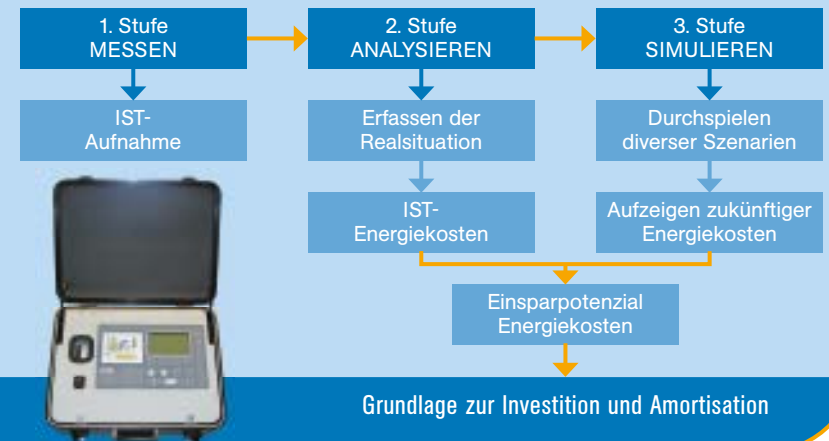 1. Stufe
MESSEN
2. Stufe
ANALYSIEREN
3. Stufe
SIMULIEREN
IST-
Aufnahme
Erfassen der
Realsituation
Durchspielen
diverser Szenarien
IST-
Energiekosten
Aufzeigen zukünftiger
Energiekosten
Einsparpotenzial
Energiekosten
Grundlage zur Investition und Amortisation